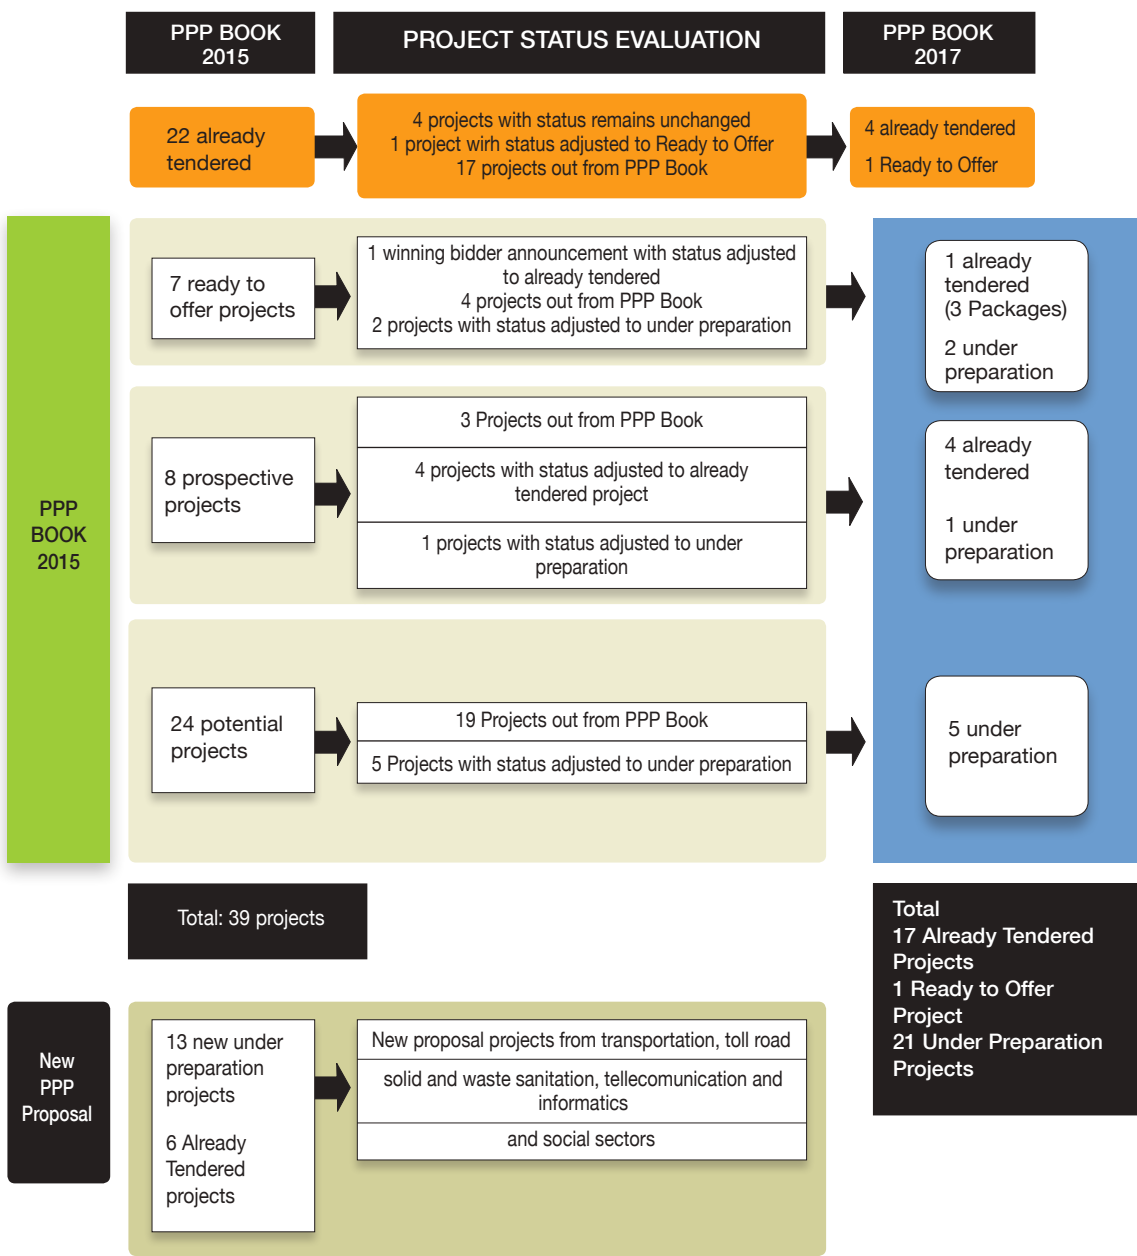 PPP BOOK
2015
PROJECT STATUS EVALUATION
PPP BOOK
2017
22 already
tendered
4 projects with status remains unchanged
1 project wirh status adjusted to Ready to Offer
17 projects out from PPP Book
4 already tendered
1 Ready to Offer
PPP
BOOK
2015
7 ready to
offer projects
1 winning bidder announcement with status adjusted
to already tendered
4 projects out from PPP Book
2 projects with status adjusted to under preparation
1 already
tendered
(3 Packages)
2 under
preparation
8 prospective
projects
3 Projects out from PPP Book
4 projects with status adjusted to already
tendered project
1 projects with status adjusted to under
preparation
4 already
tendered
1 under
preparation
24 potential
projects
19 Projects out from PPP Book
5 Projects with status adjusted to under preparation
5 under
preparation
Total: 39 projects
Total
17 Already Tendered
Projects
1 Ready to Offer
Project
21 Under Preparation
Projects
New
PPP
Proposal
13 new under
preparation
projects
6 Already
Tendered
projects
New proposal projects from transportation, toll road
solid and waste sanitation, tellecomunication and
informatics
and social sectors